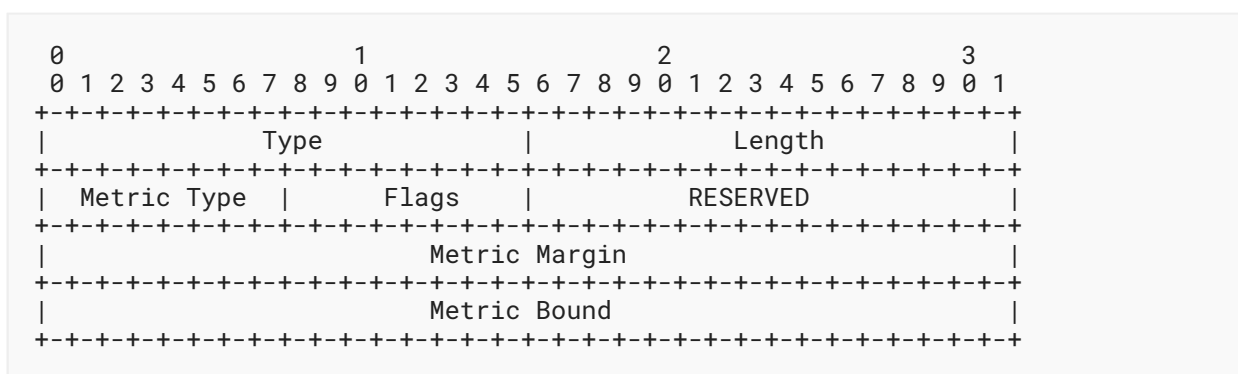 0                   1                   2                   3
 0 1 2 3 4 5 6 7 8 9 0 1 2 3 4 5 6 7 8 9 0 1 2 3 4 5 6 7 8 9 0 1
+-+-+-+-+-+-+-+-+-+-+-+-+-+-+-+-+-+-+-+-+-+-+-+-+-+-+-+-+-+-+-+-+
|              Type             |             Length            |
+-+-+-+-+-+-+-+-+-+-+-+-+-+-+-+-+-+-+-+-+-+-+-+-+-+-+-+-+-+-+-+-+
|  Metric Type  |      Flags    |          RESERVED             |
+-+-+-+-+-+-+-+-+-+-+-+-+-+-+-+-+-+-+-+-+-+-+-+-+-+-+-+-+-+-+-+-+
|                         Metric Margin                         |
+-+-+-+-+-+-+-+-+-+-+-+-+-+-+-+-+-+-+-+-+-+-+-+-+-+-+-+-+-+-+-+-+
|                         Metric Bound                          |
+-+-+-+-+-+-+-+-+-+-+-+-+-+-+-+-+-+-+-+-+-+-+-+-+-+-+-+-+-+-+-+-+